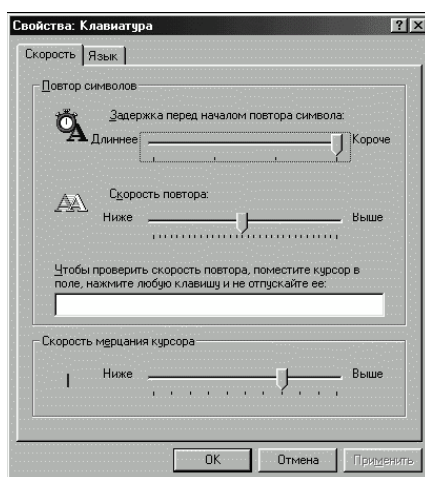 Свойства: Клавиатура
Скорость Язык
Повтор символов
Задержка перед началом повтора символа:
Длиннее Короче
Скорость повтора:
Ниже Выше
Чтобы проверить скорость повтора, поместите курсор в
поле, нажмите любую клавишу и не отпускайте ее:
Скорость мерцания курсора
Ниже Выше
OK Отмена Применить